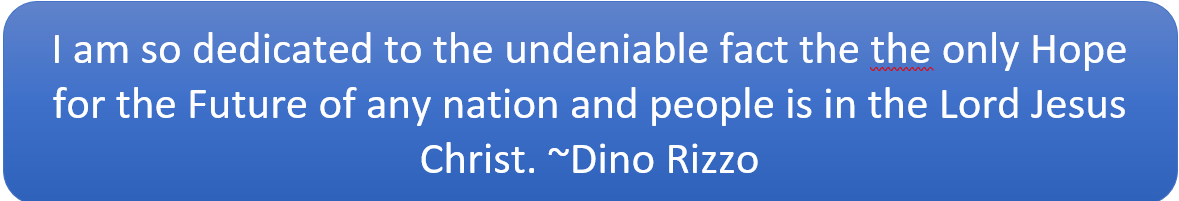 I am so dedicated to the undeniable fact the the only Hope
for the Future of any nation and people is in the Lord Jesus
Christ. ~Dino Rizzo